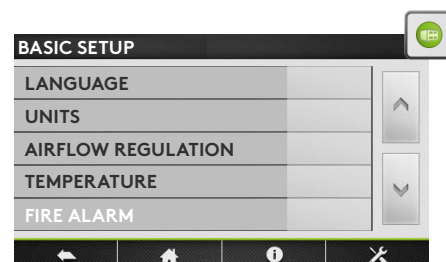 BASIC SETUP
LANGUAGE
UNITS
AIRFLOW REGULATION
TEMPERATURE
FIRE ALARM